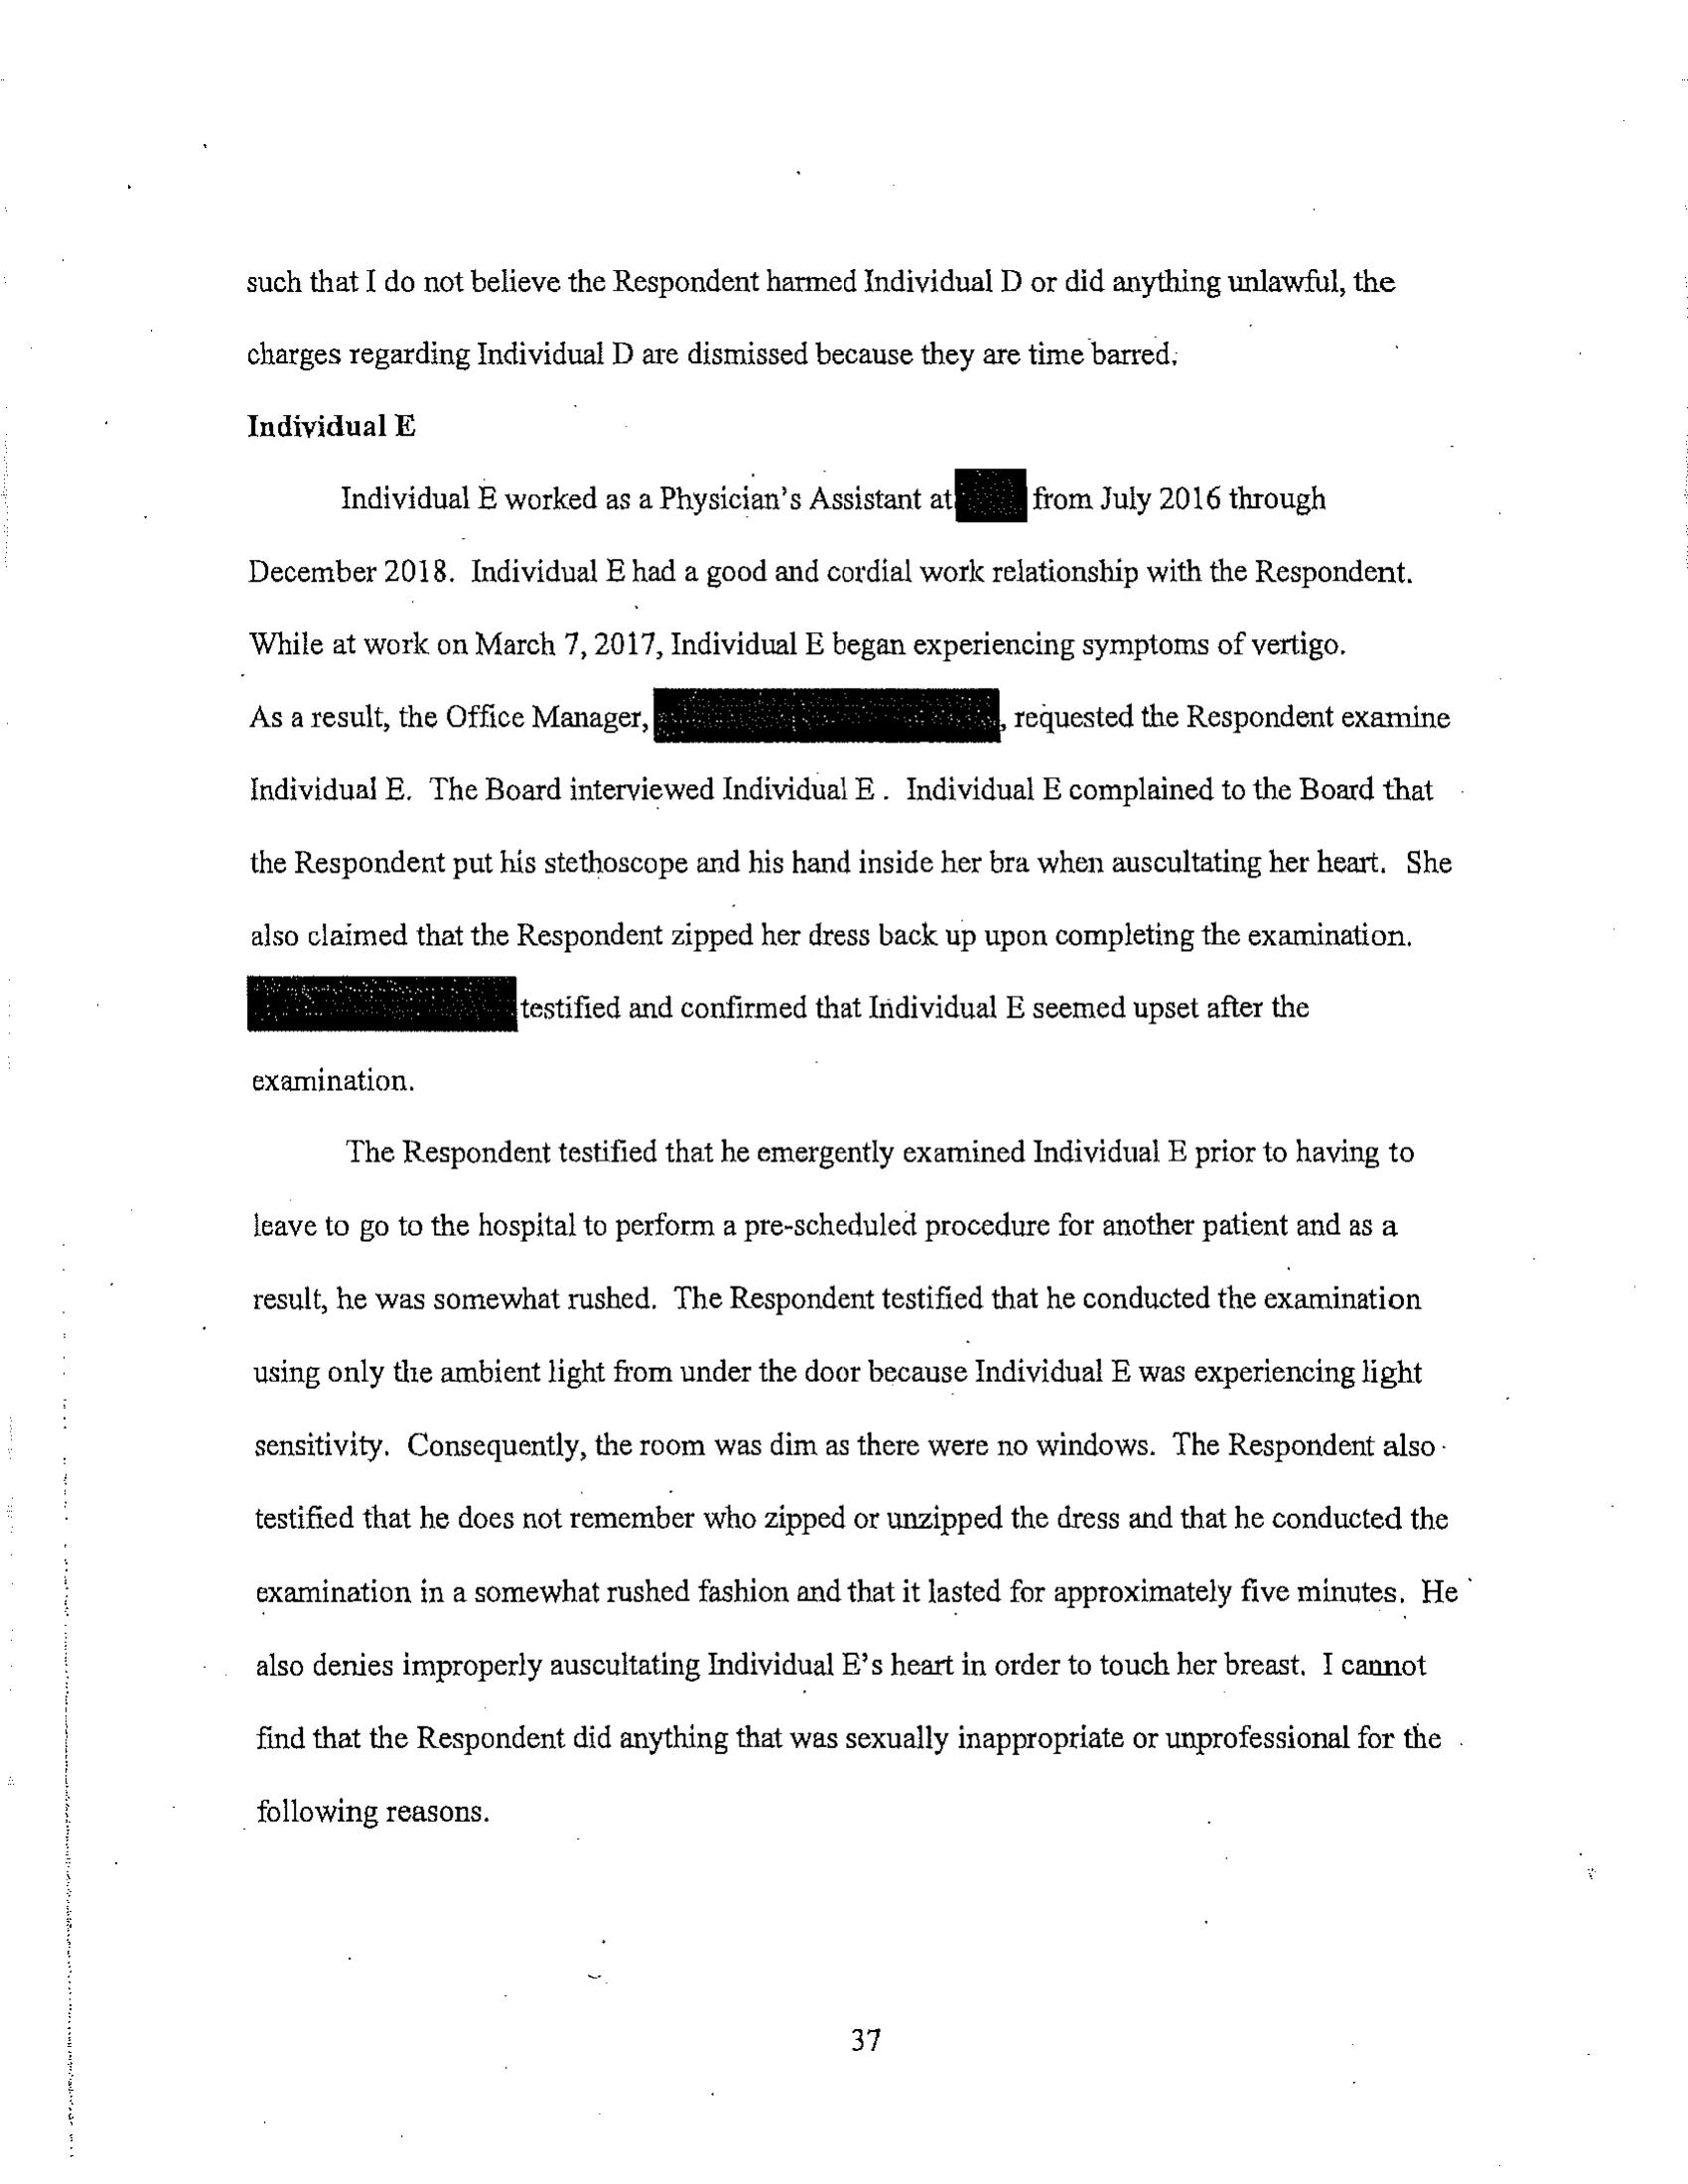 such that I do not believe the Respondent harmed Individual D or did anything unlawful, the
charges regarding Individual D are dismissed because they are time barred.
Individual E
Individual E worked as a Physician's Assistant at from July 2016 through
December 2018. Individual E had a good and cordial work relationship with the Respondent.
While at work on March 7, 2017, Individual E began experiencing symptoms of vertigo.
As a result, the Office Manager, , requested the Respondent examine
Individual E. The Board interviewed Individual E . Individual E complained to the Board that
the Respondent put his stethoscope and his hand inside her bra when auscultating her heart. She
also claimed that the Respondent zipped her dress back up upon completing the examination.
testified and confirmed that Individual E seemed upset after the
examination.
The Respondent testified that he emergently examined Individual E prior to having to
leave to go to the hospital to perform a pre-scheduled procedure for another patient and as a
result, he was somewhat rushed. The Respondent testified that he conducted the examination
using only the ambient light from under the door because Individual E was experiencing light
sensitivity. Consequently, the room was dim as there were no windows. The Respondent also
testified that he does not remember who zipped or unzipped the dress and that he conducted the
examination in a somewhat rushed fashion and that it lasted for approximately five minutes. He
also denies improperly auscultating Individual E's heart in order to touch her breast. I cannot
find that the Respondent did anything that was sexually inappropriate or unprofessional for the
following reasons.
37